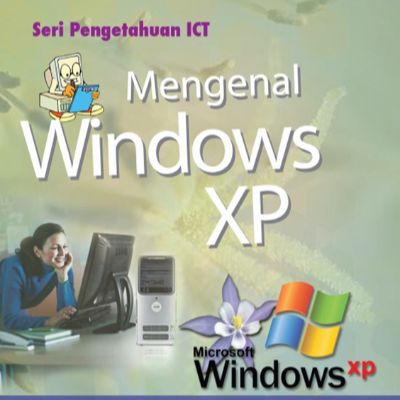 Seri Pengetahuan ICT
Mengenal
Windows
XP
Microsoft
Windows xp